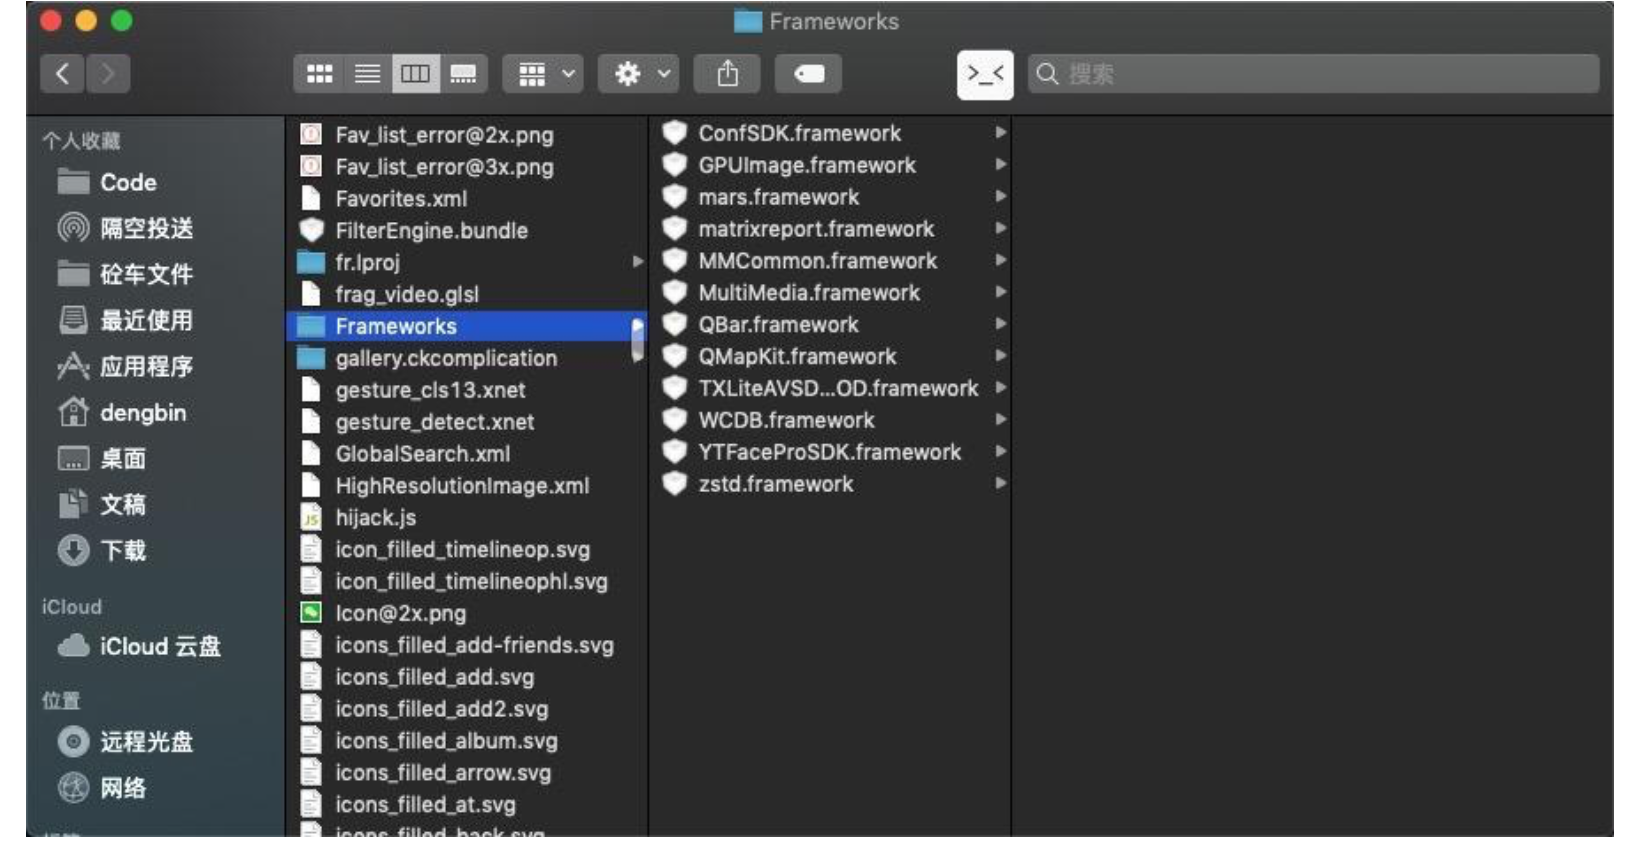 Frameworks
>_<
搜索
个人收藏
Code
隔空投送
砼车文件
最近使用
应用程序
dengbin
桌面
文稿
下载
iCloud
iCloud 云盘
位置
远程光盘
网络
Fav_list_error@2x.png
Fav_list_error@3x.png
Favorites.xml
FilterEngine.bundle
fr.lproj
frag_video.glsl
Frameworks
gallery.ckcomplication
gesture_cls13.xnet
gesture_detect.xnet
GlobalSearch.xml
HighResolutionImage.xml
hijack.js
icon_filled_timelineop.svg
icon_filled_timelineophl.svg
Icon@2x.png
icons_filled_add-friends.svg
icons_filled_add.svg
icons_filled_add2.svg
icons_filled_album.svg
icons_filled_arrow.svg
icons_filled_at.svg
icons_filled_back.svg
ConfSDK.framework
GPUImage.framework
mars.framework
matrixreport.framework
MMCommon.framework
MultiMedia.framework
QBar.framework
QMapKit.framework
TXLiteAVSD...OD.framework
WCDB.framework
YTFaceProSDK.framework
zstd.framework